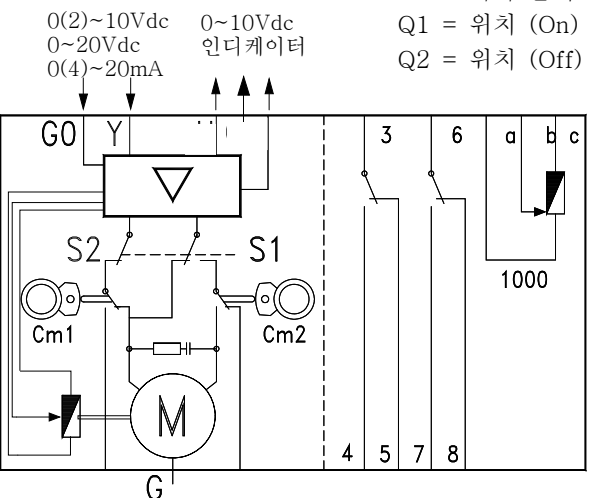 0(2)~10Vdc
0~20Vdc
0(4)~20mA
0~10Vdc
인디케이터
Q1 = 위치 (On)
Q2 = 위치 (Off)
G0 Y
3 6 a b c
S2 S1
1000
Cm1 Cm2
M
4 5 7 8
G